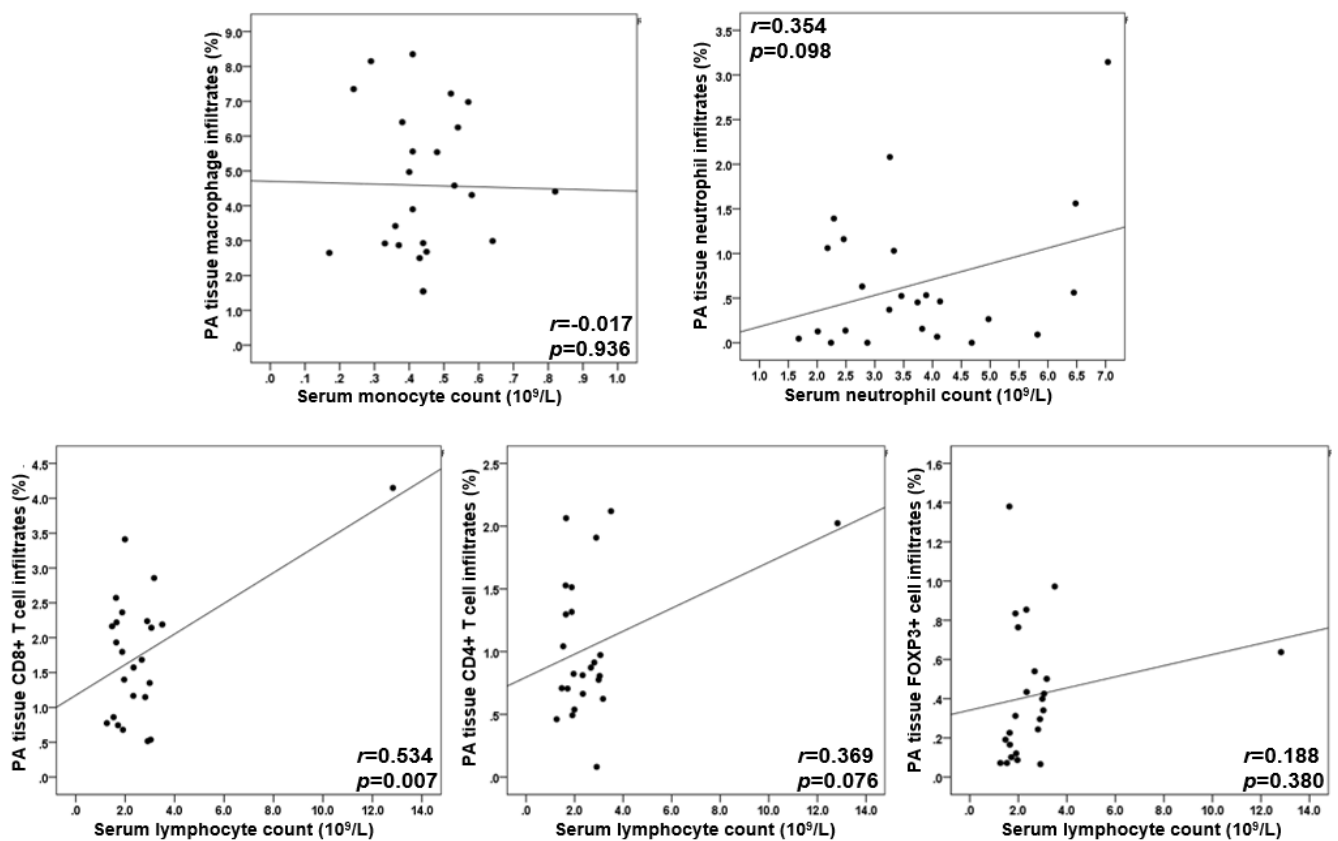 PA tissue macrophage infiltrates (%)
9.0
8.0
7.0
6.0
5.0
4.0
3.0
2.0
1.0
.0
r=-0.017
p=0.936
.0 .1 .2 .3 .4 .5 .6 .7 .8 .9 1.0
Serum monocyte count (10⁹/L)
PA tissue neutrophil infiltrates (%)
3.5
3.0
2.5
2.0
1.5
1.0
.5
.0
r=0.354
p=0.098
1.0 1.5 2.0 2.5 3.0 3.5 4.0 4.5 5.0 5.5 6.0 6.5 7.0
Serum neutrophil count (10⁹/L)
PA tissue CD8+ T cell infiltrates (%)
4.5
4.0
3.5
3.0
2.5
2.0
1.5
1.0
.5
.0
r=0.534
p=0.007
.0 2.0 4.0 6.0 8.0 10.0 12.0 14.0
Serum lymphocyte count (10⁹/L)
PA tissue CD4+ T cell infiltrates (%)
2.5
2.0
1.5
1.0
.5
.0
r=0.369
p=0.076
.0 2.0 4.0 6.0 8.0 10.0 12.0 14.0
Serum lymphocyte count (10⁹/L)
PA tissue FOXP3+ cell infiltrates (%)
1.6
1.4
1.2
1.0
.8
.6
.4
.2
.0
r=0.188
p=0.380
.0 2.0 4.0 6.0 8.0 10.0 12.0 14.0
Serum lymphocyte count (10⁹/L)